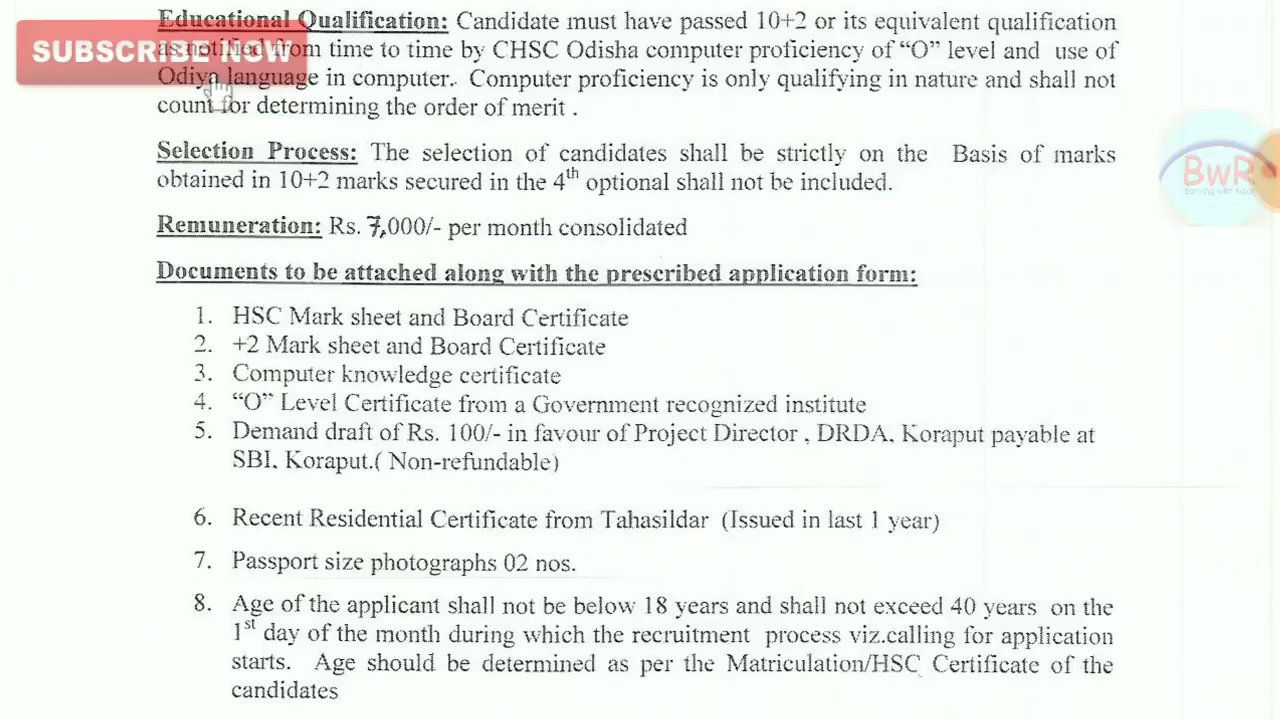 Educational Qualification: Candidate must have passed 10+2 or its equivalent qualification
SUBSCRIBE NOW
as notified from time to time by CHSC Odisha computer proficiency of “O” level and use of
Odiya language in computer. Computer proficiency is only qualifying in nature and shall not
count for determining the order of merit .
Selection Process: The selection of candidates shall be strictly on the Basis of marks
obtained in 10+2 marks secured in the 4th optional shall not be included.
BwR
Banking with Rajat
Remuneration: Rs. 7,000/- per month consolidated
Documents to be attached along with the prescribed application form:
1. HSC Mark sheet and Board Certificate
2. +2 Mark sheet and Board Certificate
3. Computer knowledge certificate
4. “O” Level Certificate from a Government recognized institute
5. Demand draft of Rs. 100/- in favour of Project Director , DRDA, Koraput payable at
SBI, Koraput.( Non-refundable)
6. Recent Residential Certificate from Tahasildar (Issued in last 1 year)
7. Passport size photographs 02 nos.
8. Age of the applicant shall not be below 18 years and shall not exceed 40 years on the
1st day of the month during which the recruitment process viz.calling for application
starts. Age should be determined as per the Matriculation/HSC Certificate of the
candidates